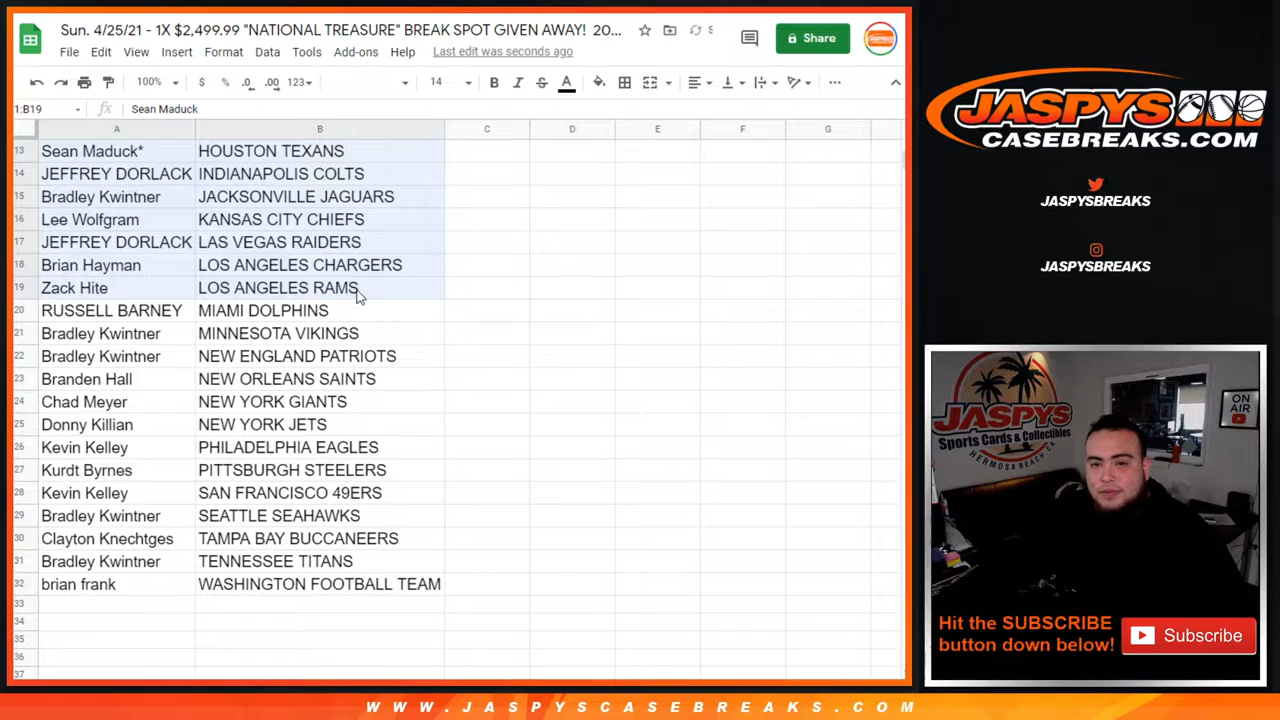 Sun. 4/25/21 - 1X $2,499.99 "NATIONAL TREASURE" BREAK SPOT GIVEN AWAY! 20...
File Edit View Insert Format Data Tools Add-ons Help Last edit was seconds ago
Share
100% $ % .0 .00 123 14 B I S A
1:B19 fx Sean Maduck
A B C D E F G
13 Sean Maduck* HOUSTON TEXANS
14 JEFFREY DORLACK INDIANAPOLIS COLTS
15 Bradley Kwintner JACKSONVILLE JAGUARS
16 Lee Wolfgram KANSAS CITY CHIEFS
17 JEFFREY DORLACK LAS VEGAS RAIDERS
18 Brian Hayman LOS ANGELES CHARGERS
19 Zack Hite LOS ANGELES RAMS
20 RUSSELL BARNEY MIAMI DOLPHINS
21 Bradley Kwintner MINNESOTA VIKINGS
22 Bradley Kwintner NEW ENGLAND PATRIOTS
23 Branden Hall NEW ORLEANS SAINTS
24 Chad Meyer NEW YORK GIANTS
25 Donny Killian NEW YORK JETS
26 Kevin Kelley PHILADELPHIA EAGLES
27 Kurdt Byrnes PITTSBURGH STEELERS
28 Kevin Kelley SAN FRANCISCO 49ERS
29 Bradley Kwintner SEATTLE SEAHAWKS
30 Clayton Knechtges TAMPA BAY BUCCANEERS
31 Bradley Kwintner TENNESSEE TITANS
32 brian frank WASHINGTON FOOTBALL TEAM
33
34
35
36
37
JASPYS
CASEBREAKS.COM
JASPYSBREAKS
JASPYSBREAKS
JASPYS
Sports Cards & Collectibles
HERMOSA BEACH, CA
ON AIR
Hit the SUBSCRIBE
button down below!
Subscribe
WWW.JASPYSCASEBREAKS.COM